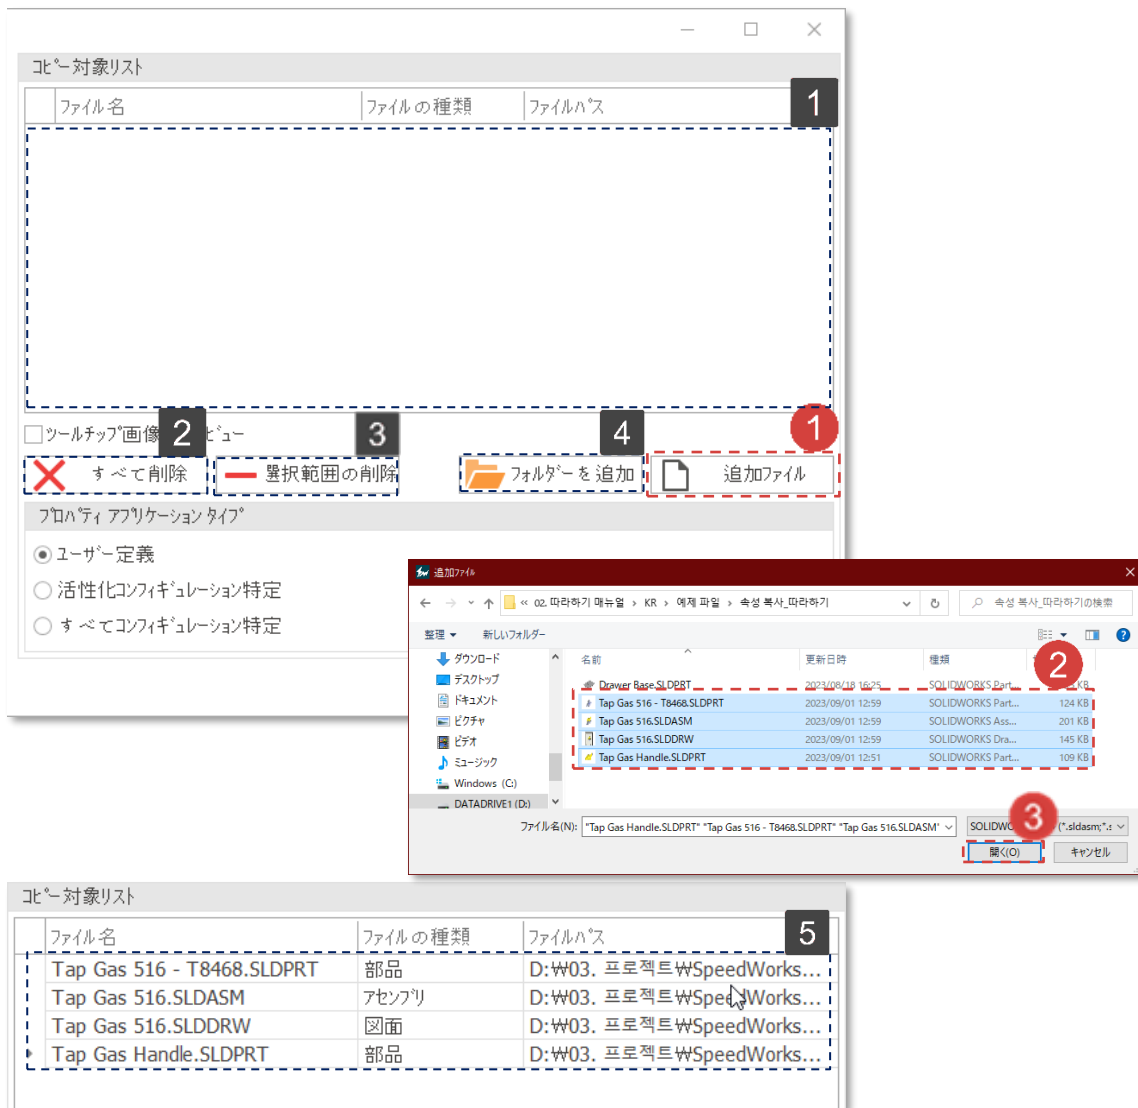 コピー対象リスト
ファイル名 ファイルの種類 ファイルパス 1
ツールチップ画像 2 ビュー 3 4 1
すべて削除 選択範囲の削除 フォルダーを追加 追加ファイル
プロパティ アプリケーション タイプ
ユーザー定義
活性化コンフィギュレーション特定
すべてコンフィギュレーション特定
追加ファイル
« 02. 따라하기 매뉴얼 › KR › 예제 파일 › 속성 복사_따라하기 속성 복사_따라하기の検索
整理 新しいフォルダー
ダウンロード
デスクトップ
ドキュメント
ピクチャ
ビデオ
ミュージック
Windows (C:)
DATADRIVE1 (D:)
名前 更新日時 種類 2
Drawer Base.SLDPRT 2023/08/18 16:25 SOLIDWORKS Part... KB
Tap Gas 516 - T8468.SLDPRT 2023/09/01 12:59 SOLIDWORKS Part... 124 KB
Tap Gas 516.SLDASM 2023/09/01 12:59 SOLIDWORKS Ass... 201 KB
Tap Gas 516.SLDDRW 2023/09/01 12:59 SOLIDWORKS Dra... 145 KB
Tap Gas Handle.SLDPRT 2023/09/01 12:51 SOLIDWORKS Part... 109 KB
ファイル名(N): "Tap Gas Handle.SLDPRT" "Tap Gas 516 - T8468.SLDPRT" "Tap Gas 516.SLDASM" SOLIDWO 3 (*.sldasm;*.s
開く(O) キャンセル
コピー対象リスト
ファイル名 ファイルの種類 ファイルパス 5
Tap Gas 516 - T8468.SLDPRT 部品 D:₩03. 프로젝트₩SpeedWorks...
Tap Gas 516.SLDASM アセンブリ D:₩03. 프로젝트₩SpeedWorks...
Tap Gas 516.SLDDRW 図面 D:₩03. 프로젝트₩SpeedWorks...
Tap Gas Handle.SLDPRT 部品 D:₩03. 프로젝트₩SpeedWorks...